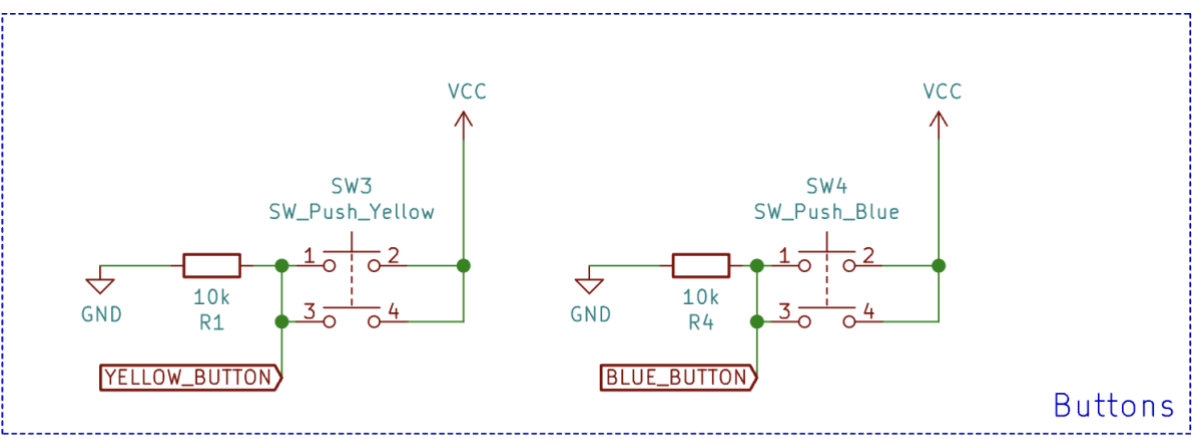 VCC
SW3
SW_Push_Yellow
1
2
3
4
10k
R1
GND
YELLOW_BUTTON
VCC
SW4
SW_Push_Blue
1
2
3
4
10k
R4
GND
BLUE_BUTTON
Buttons